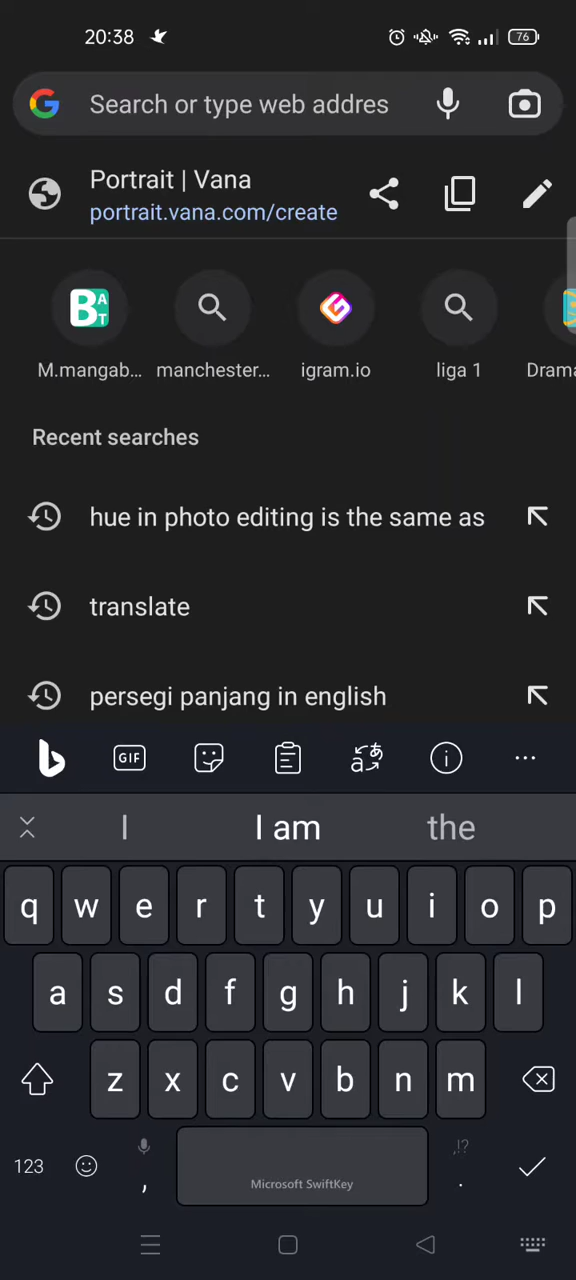 20:38
76
Search or type web addres
Portrait | Vana
portrait.vana.com/create
B A T
M.mangab... manchester... igram.io liga 1 Drama
Recent searches
hue in photo editing is the same as
translate
persegi panjang in english
GIF
I I am the
q w e r t y u i o p
a s d f g h j k l
z x c v b n m
123 , Microsoft SwiftKey ,!? .